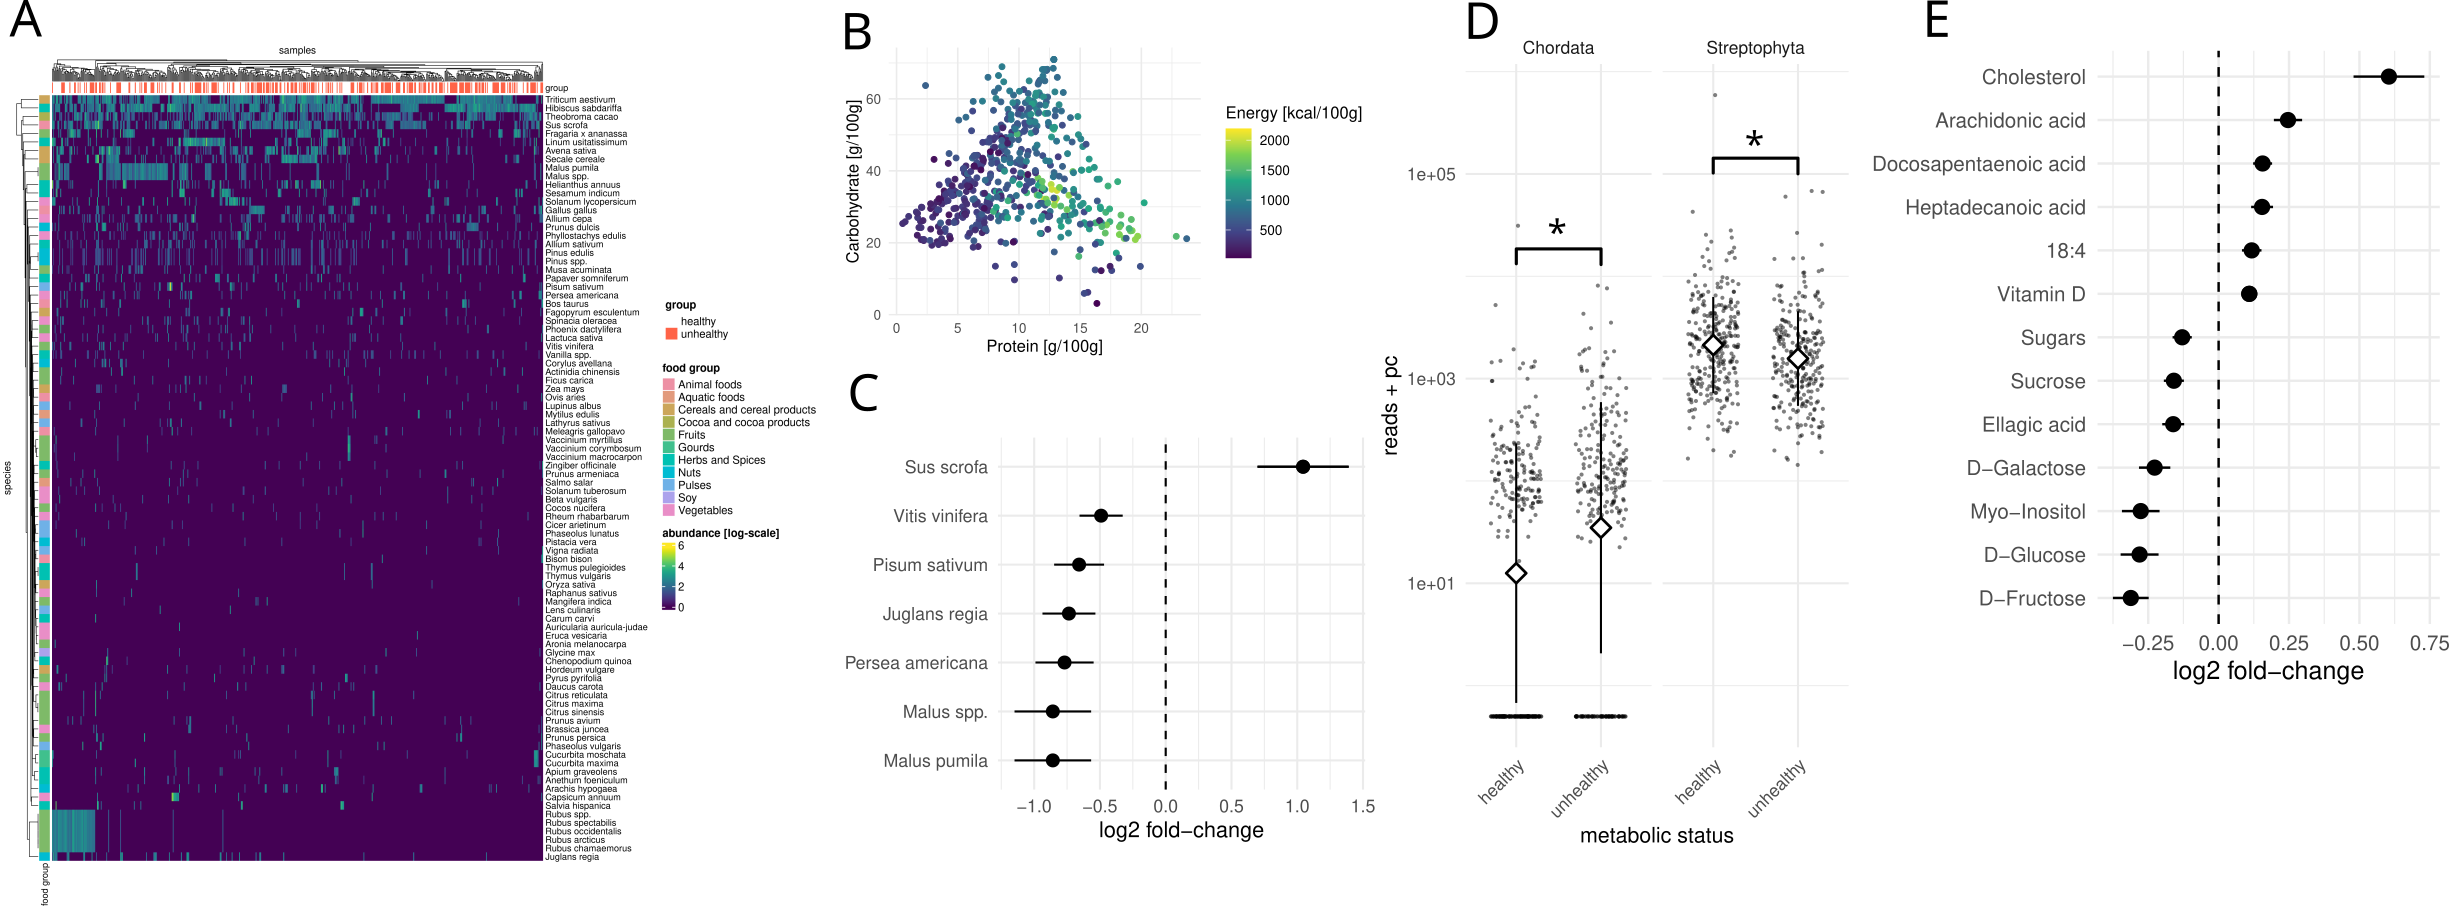 A
samples
group
Triticum aestivum
Hibiscus sabdariffa
Theobroma cacao
Sus scrofa
Fragaria x ananassa
Linum usitatissimum
Avena sativa
Secale cereale
Malus pumila
Malus spp.
Helianthus annuus
Sesamum indicum
Solanum lycopersicum
Gallus gallus
Allium cepa
Prunus dulcis
Phyllostachys edulis
Allium sativum
Pinus edulis
Pinus spp.
Musa acuminata
Papaver somniferum
Pisum sativum
Persea americana
Bos taurus
Fagopyrum esculentum
Spinacia oleracea
Phoenix dactylifera
Lactuca sativa
Vitis vinifera
Vanilla spp.
Corylus avellana
Actinidia chinensis
Ficus carica
Zea mays
Ovis aries
Lupinus albus
Mytilus edulis
Lathyrus sativus
Meleagris gallopavo
Vaccinium myrtillus
Vaccinium corymbosum
Vaccinium macrocarpon
Zingiber officinale
Prunus armeniaca
Salmo salar
Solanum tuberosum
Beta vulgaris
Cocos nucifera
Rheum rhabarbarum
Cicer arietinum
Phaseolus lunatus
Pistacia vera
Vigna radiata
Bison bison
Thymus pulegioides
Thymus vulgaris
Oryza sativa
Raphanus sativus
Mangifera indica
Lens culinaris
Carum carvi
Auricularia auricula-judae
Eruca vesicaria
Aronia melanocarpa
Glycine max
Chenopodium quinoa
Hordeum vulgare
Pyrus pyrifolia
Daucus carota
Citrus reticulata
Citrus maxima
Citrus sinensis
Prunus avium
Brassica juncea
Prunus persica
Phaseolus vulgaris
Cucurbita moschata
Cucurbita maxima
Apium graveolens
Anethum foeniculum
Arachis hypogaea
Capsicum annuum
Salvia hispanica
Rubus spp.
Rubus spectabilis
Rubus occidentalis
Rubus arcticus
Rubus chamaemorus
Juglans regia
species
food group
group
healthy
unhealthy
food group
Animal foods
Aquatic foods
Cereals and cereal products
Cocoa and cocoa products
Fruits
Gourds
Herbs and Spices
Nuts
Pulses
Soy
Vegetables
abundance [log-scale]
6
4
2
0
B
Carbohydrate [g/100g]
60
40
20
0
0 5 10 15 20
Protein [g/100g]
Energy [kcal/100g]
2000
1500
1000
500
C
Sus scrofa
Vitis vinifera
Pisum sativum
Juglans regia
Persea americana
Malus spp.
Malus pumila
−1.0 −0.5 0.0 0.5 1.0 1.5
log2 fold−change
D
Chordata Streptophyta
*
*
reads + pc
1e+05
1e+03
1e+01
healthy unhealthy healthy unhealthy
metabolic status
E
Cholesterol
Arachidonic acid
Docosapentaenoic acid
Heptadecanoic acid
18:4
Vitamin D
Sugars
Sucrose
Ellagic acid
D−Galactose
Myo−Inositol
D−Glucose
D−Fructose
−0.25 0.00 0.25 0.50 0.75
log2 fold−change